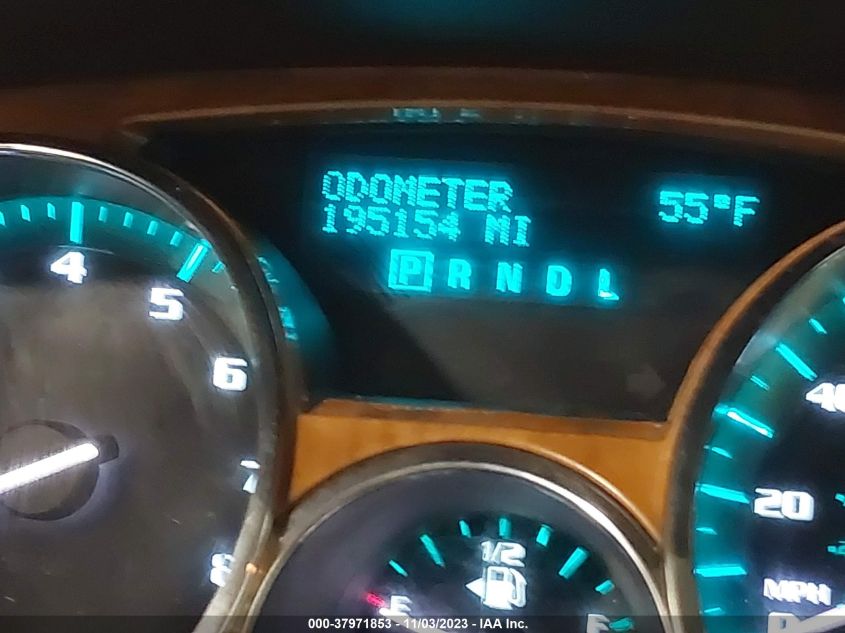 ODOMETER
195154 MI
55°F
P R N D L
4
5
6
7
8
1/2
E
F
40
20
MPH
000-37971853 - 11/03/2023 - IAA Inc.